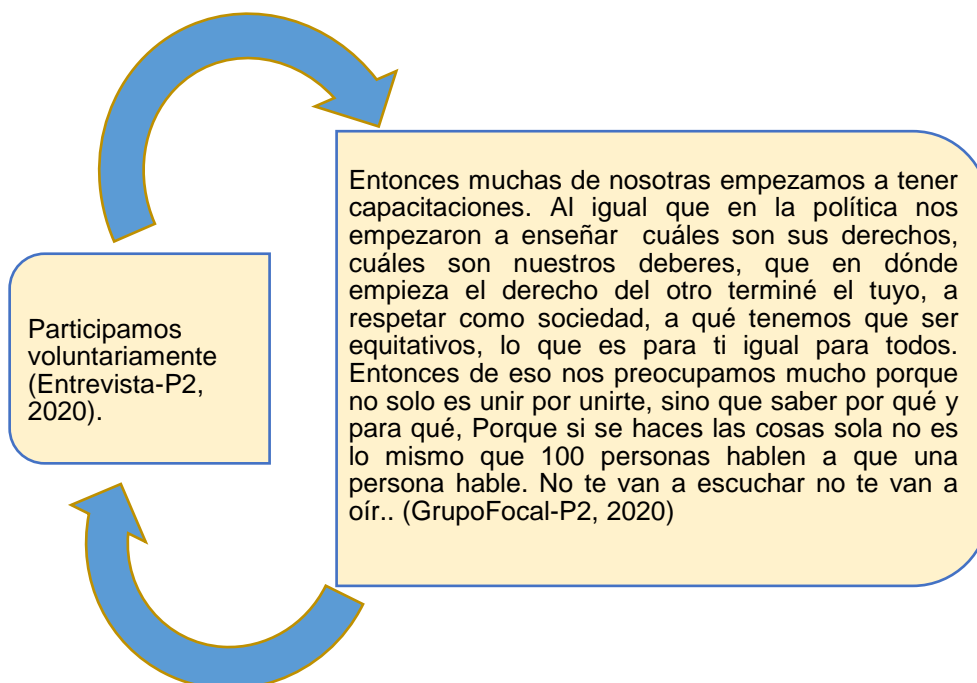 Participamos
voluntariamente
(Entrevista-P2,
2020).
Entonces muchas de nosotras empezamos a tener
capacitaciones. Al igual que en la política nos
empezaron a enseñar  cuáles son sus derechos,
cuáles son nuestros deberes, que en dónde
empieza el derecho del otro terminé el tuyo, a
respetar como sociedad, a qué tenemos que ser
equitativos, lo que es para ti igual para todos.
Entonces de eso nos preocupamos mucho porque
no solo es unir por unirte, sino que saber por qué y
para qué, Porque si se haces las cosas sola no es
lo mismo que 100 personas hablen a que una
persona hable. No te van a escuchar no te van a
oír.. (GrupoFocal-P2, 2020)